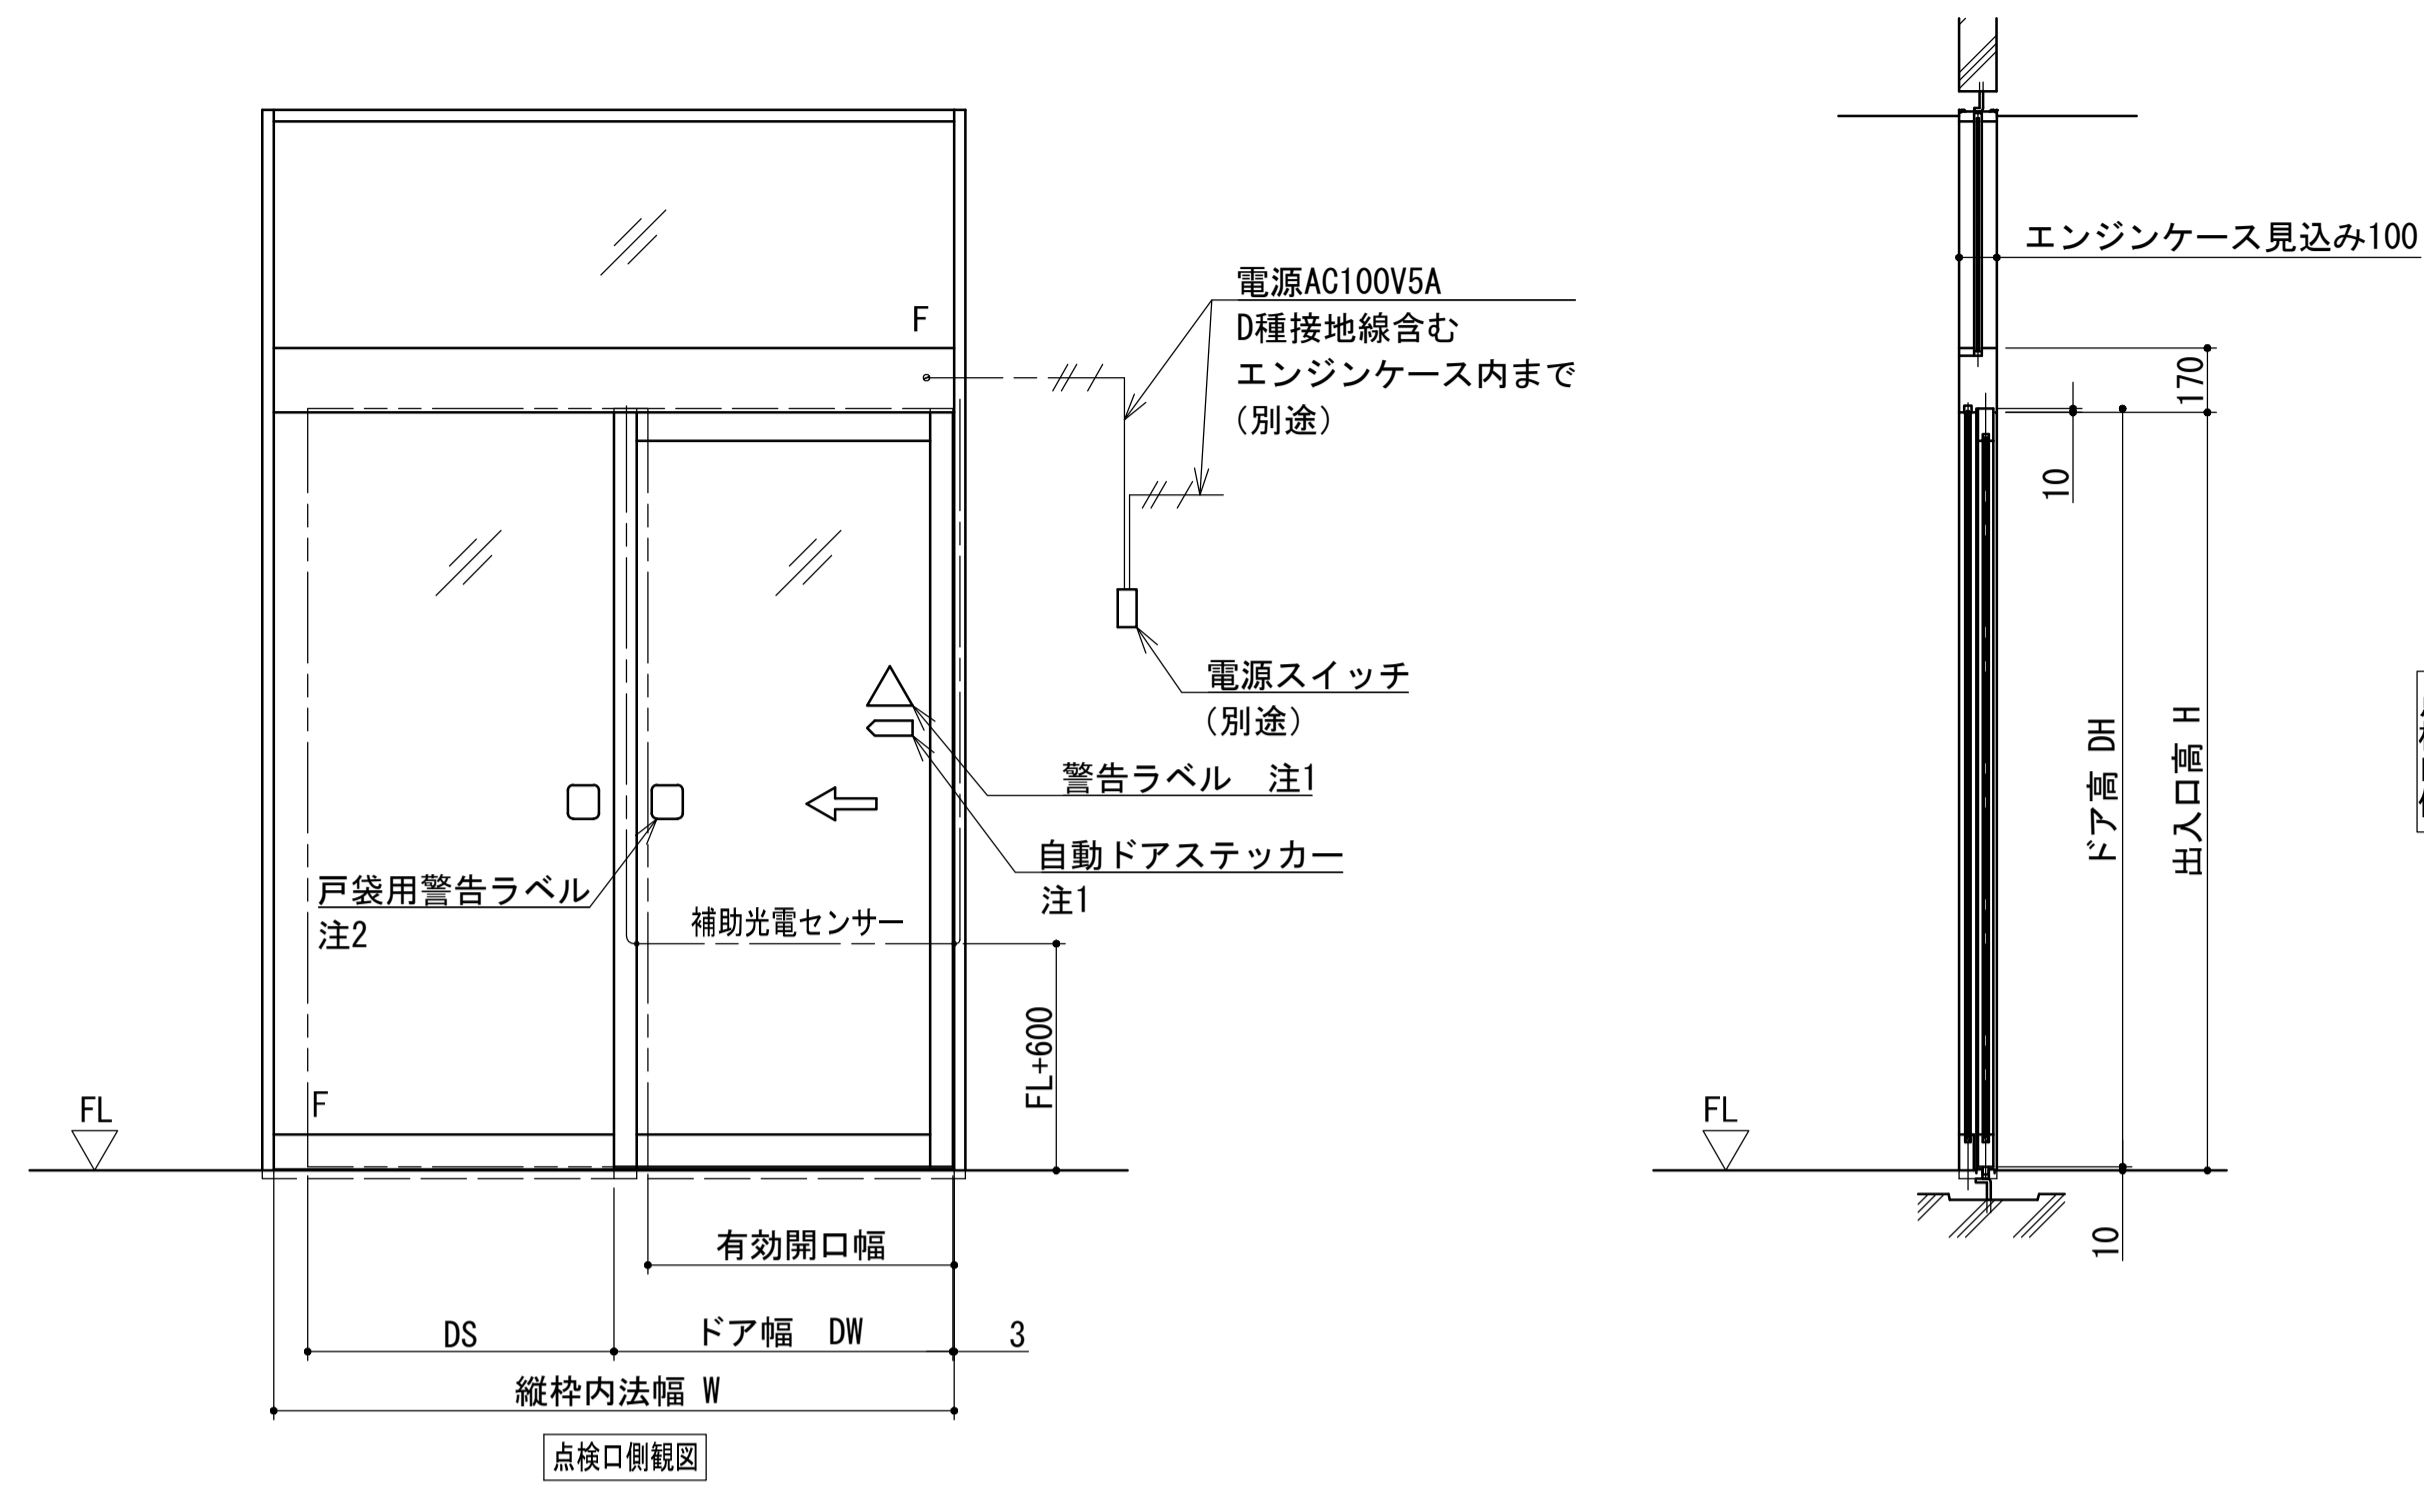 F
電源AC100V5A
D種接地線含む
エンジンケース内まで
(別途)
電源スイッチ
(別途)
警告ラベル 注1
自動ドアステッカー
注1
戸袋用警告ラベル
注2
補助光電センサー
FL+600
F
FL
有効開口幅
DS
ドア幅 DW
3
縦枠内法幅 W
点検口側観図
エンジンケース見込み100
170
10
ドア高 DH
出入口高 H
FL
10